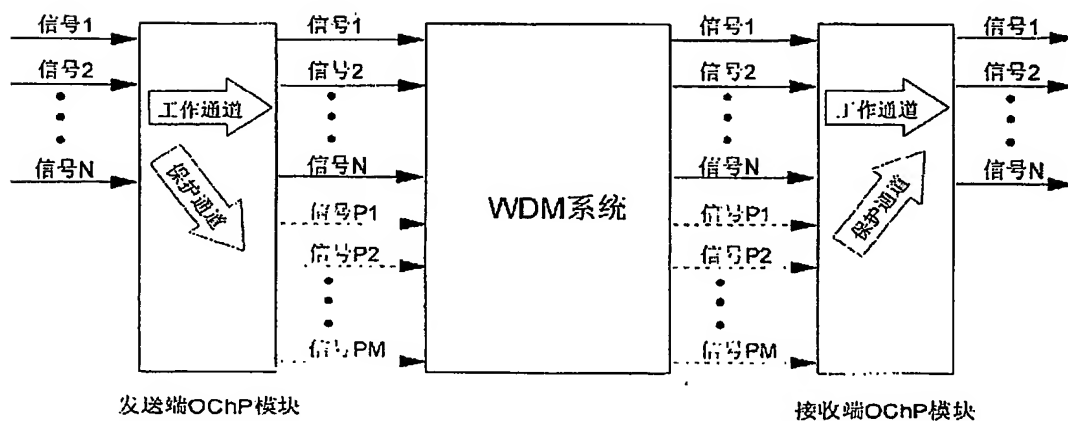 信号1 信号1 信号1 信号1
信号2 信号2 信号2 信号2
工作通道 工作通道
信号N 信号N 信号N 信号N
保护通道 保护通道
WDM系统
信号P1 信号P1
信号P2 信号P2
信号PM 信号PM
发送端OChP模块 接收端OChP模块